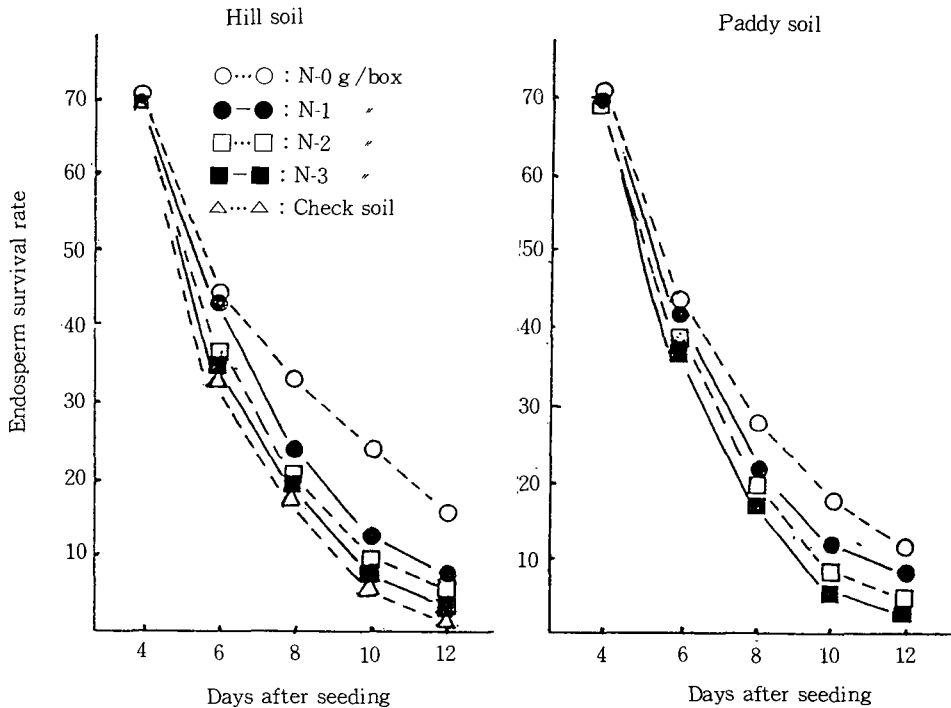 Hill soil
Paddy soil
○…○ : N-0 g/box
●-● : N-1 〃
□…□ : N-2 〃
■-■ : N-3 〃
△…△ : Check soil
Endosperm survival rate
70
60
50
40
30
20
10
70
60
50
40
30
20
10
4 6 8 10 12
4 6 8 10 12
Days after seeding
Days after seeding